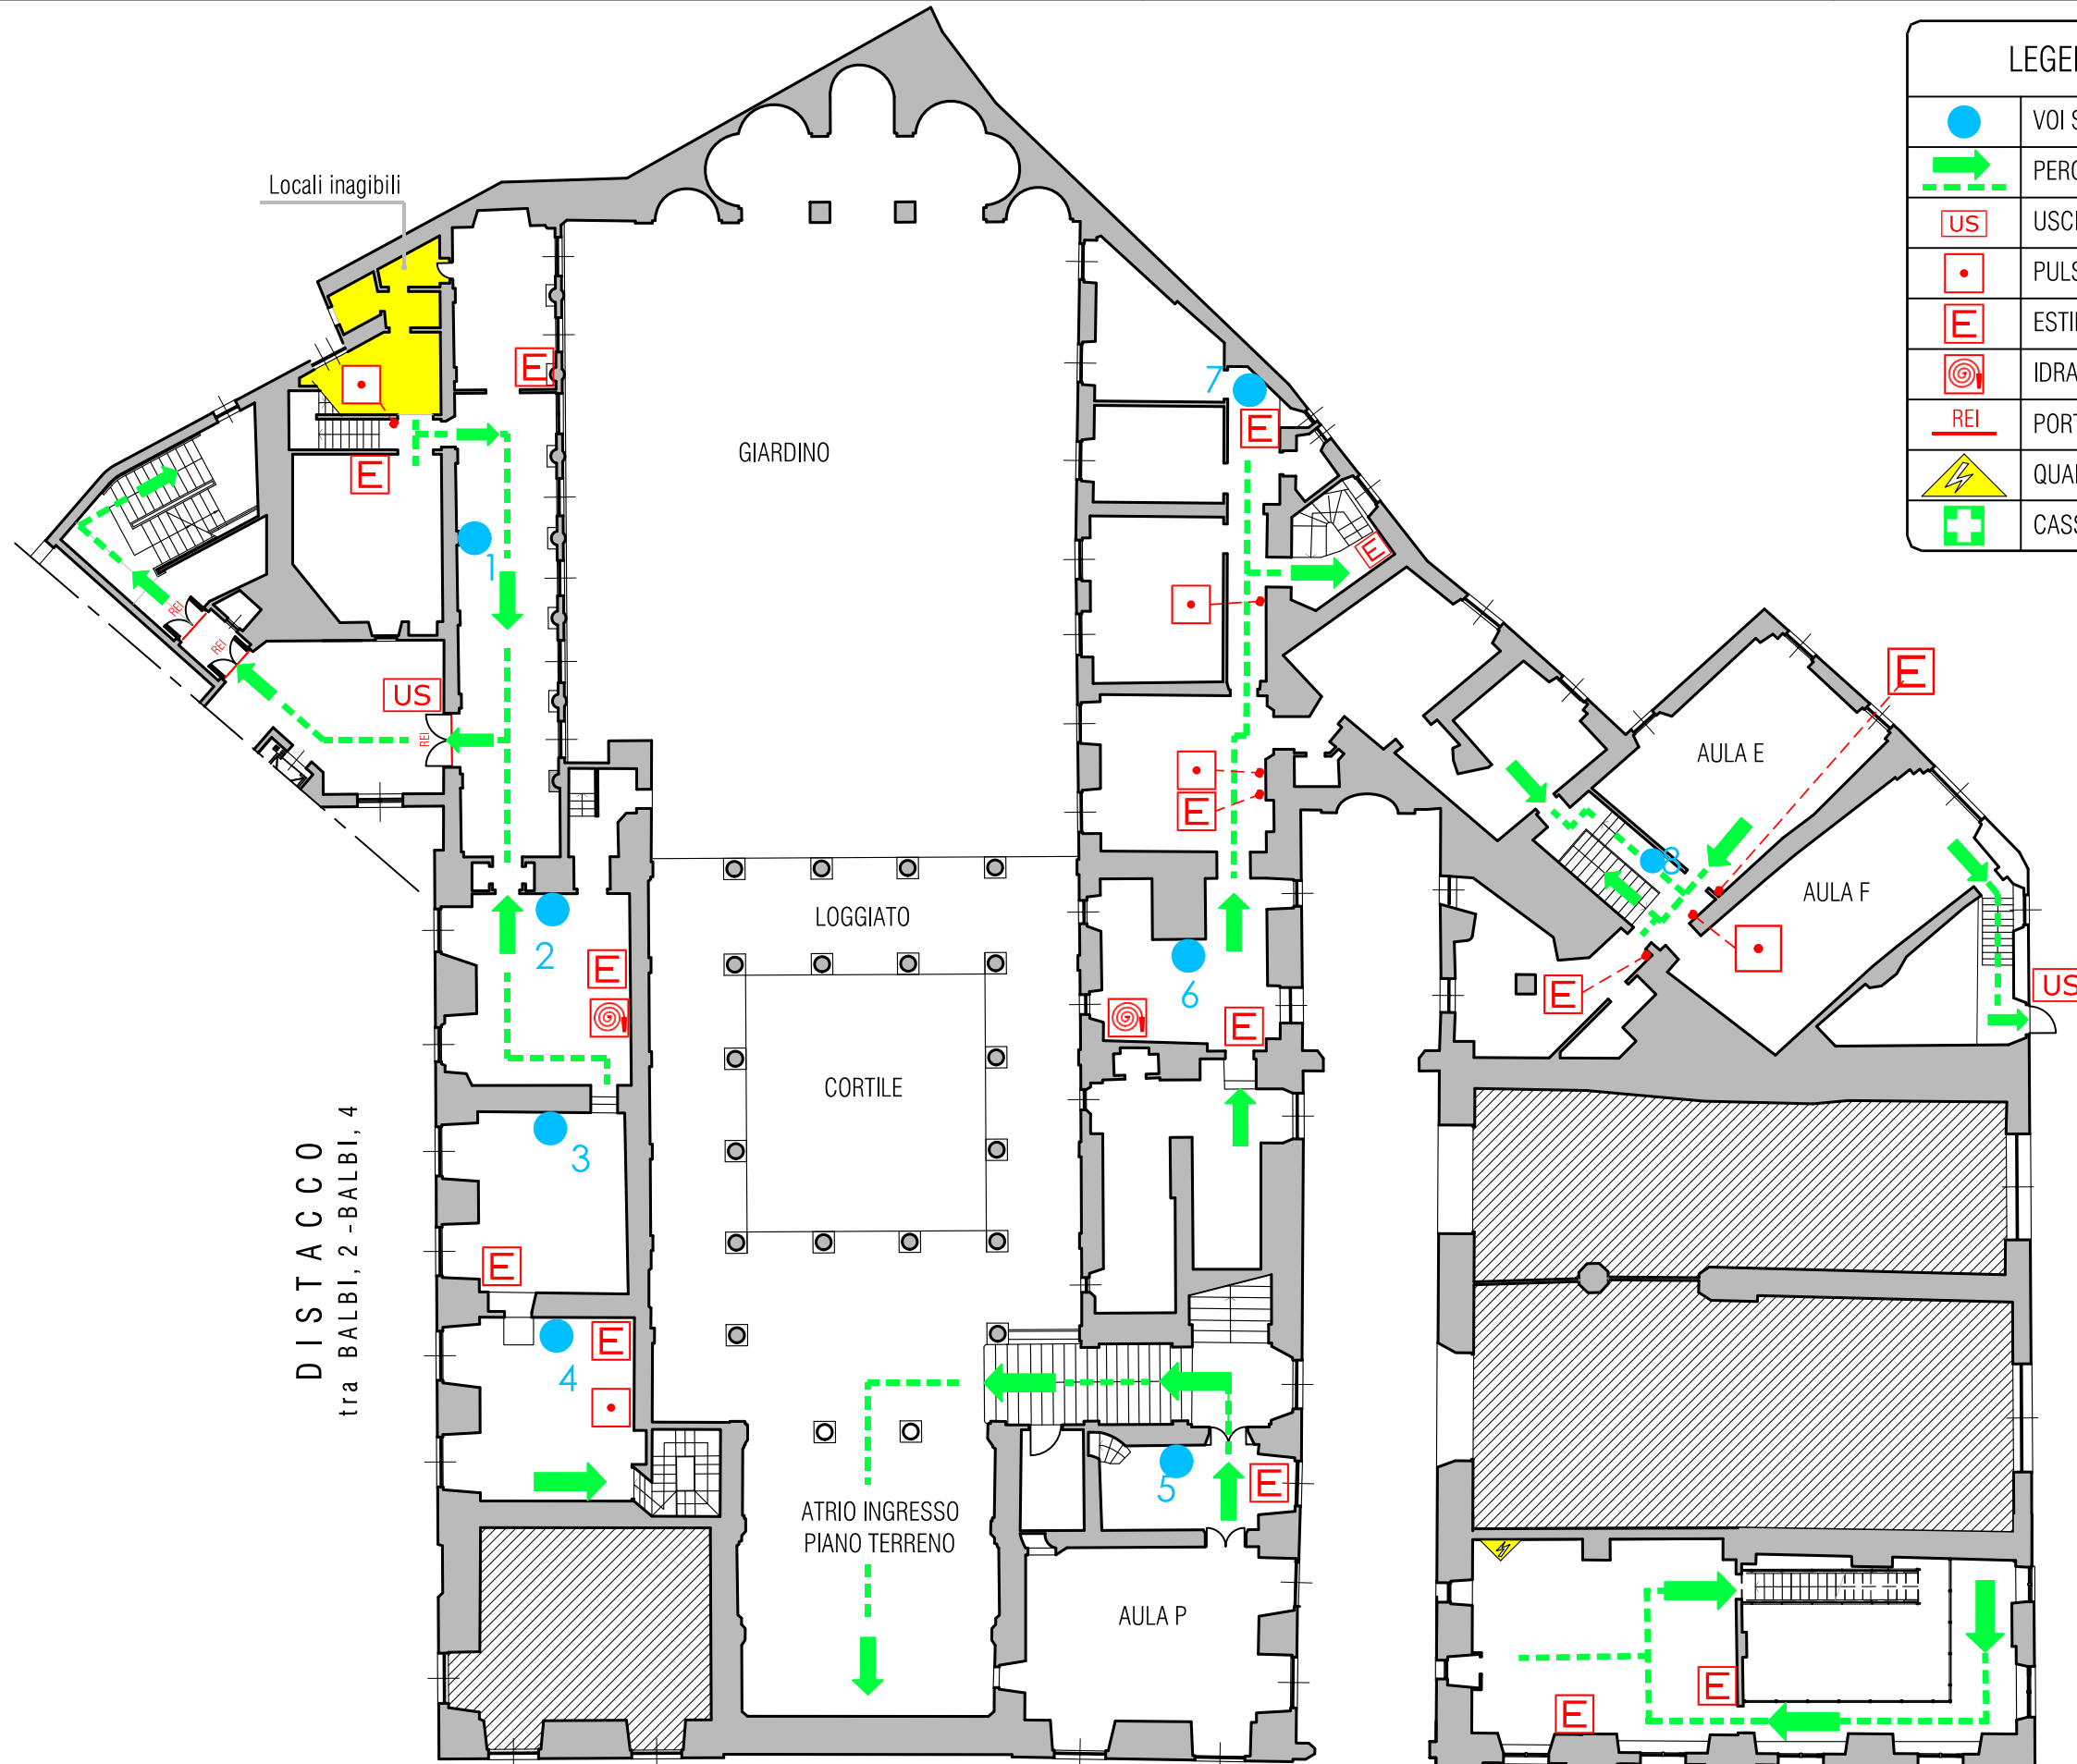 LEGE
VOI S
PERC
US USCI
PULS
E ESTI
IDRA
REI PORT
QUA
CASS
Locali inagibili
E
7
E
GIARDINO
E
E
1
REI
REI
US
REI
E
AULA E
E
8
AULA F
LOGGIATO
2
E
6
E
E
US
CORTILE
3
DISTACCO
tra BALBI, 2 -BALBI, 4
E
4
E
5
E
ATRIO INGRESSO
PIANO TERRENO
AULA P
E
E